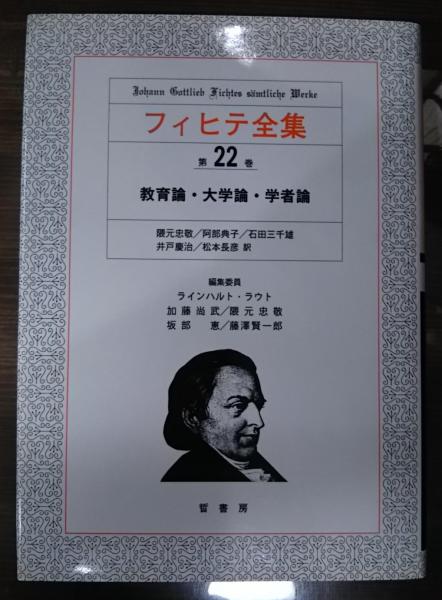 Johann Gottlieb Fichtes sämtliche Werke
フィヒテ全集
第22巻
教育論・大学論・学者論
隈元忠敬／阿部典子／石田三千雄
井戸慶治／松本長彦 訳
編集委員
ラインハルト・ラウト
加藤尚武／隈元忠敬
坂部 恵／藤澤賢一郎
晢書房